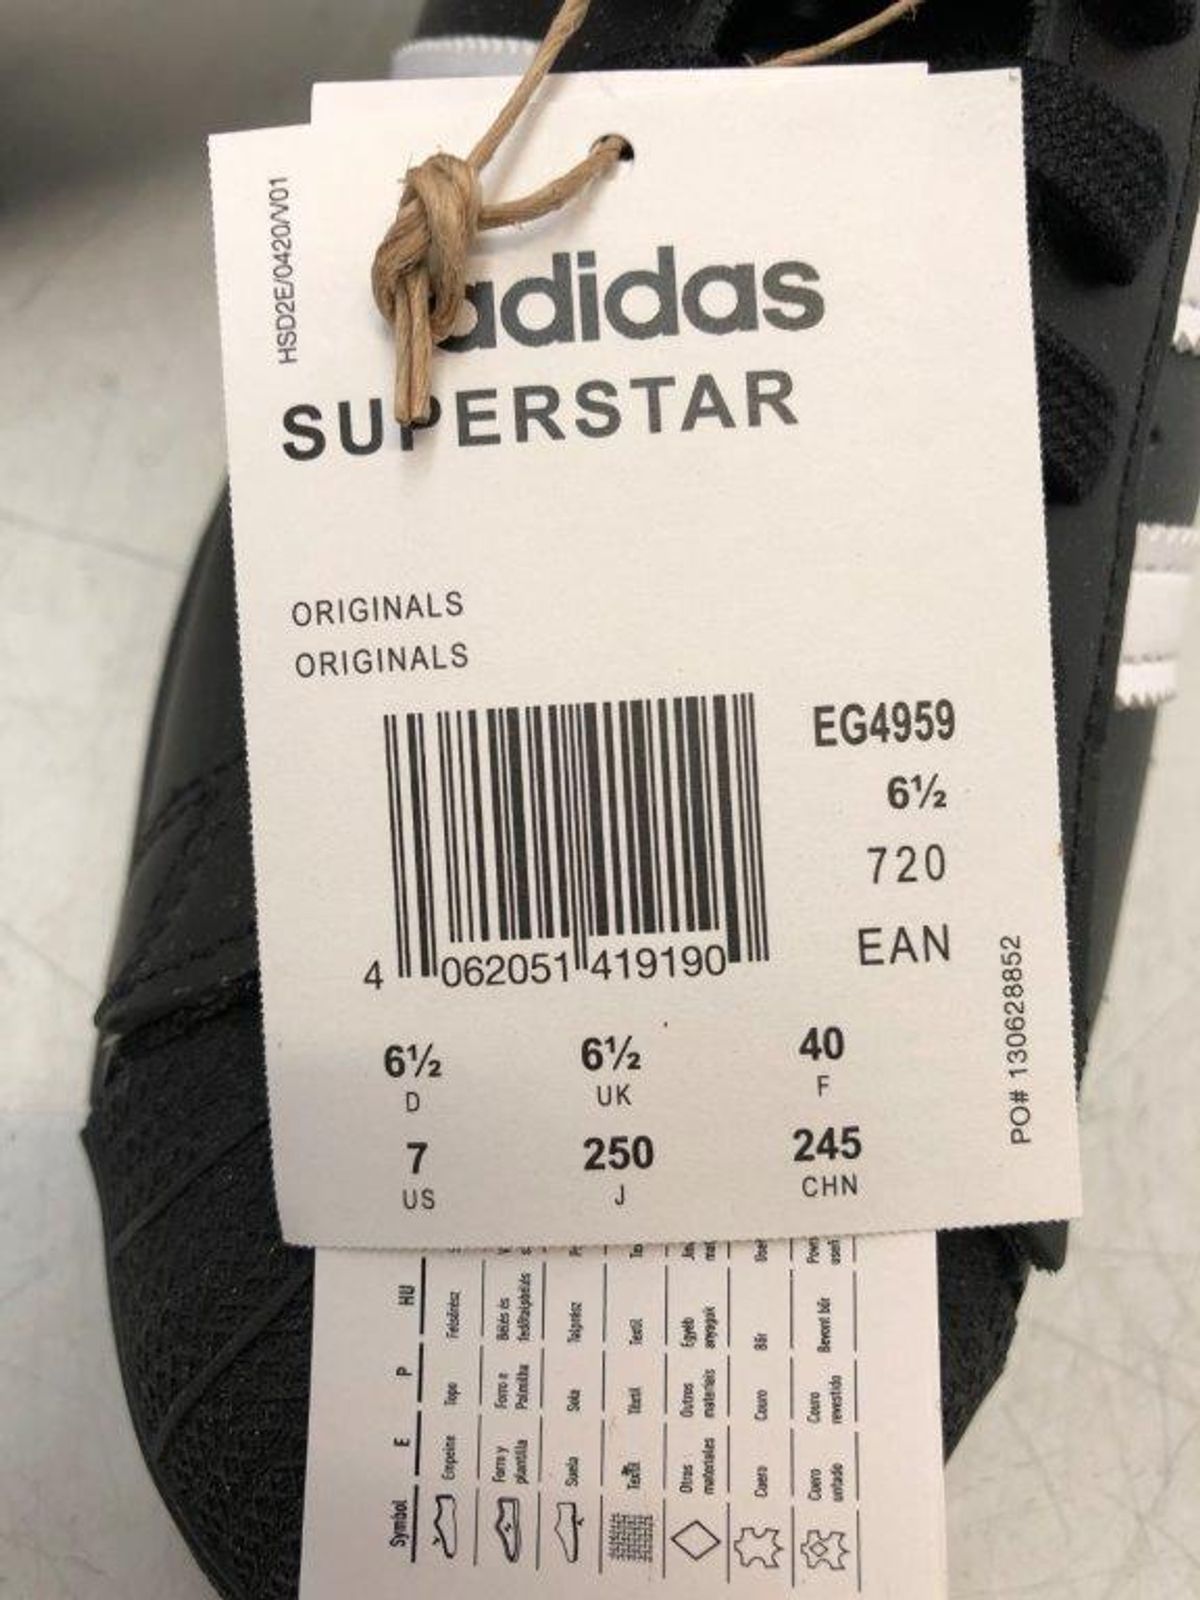 HSD2E/0420/V01
adidas
SUPERSTAR
ORIGINALS
ORIGINALS
EG4959
6½
720
EAN
4 062051 419190
6½ 6½ 40
D UK F
7 250 245
US J CHN
PO# 130628852
Symbol E P HU
Empeine Topo Felsőrész
Forro y plantilla Forro e Palmilha Bélés és fedőtalpbélés
Suela Sola Talprész
Textil Têxtil Textil
Otros materiales Outros materiais Egyéb anyagok
Cuero Couro Bőr
Cuero untado Couro revestido Bevont bőr